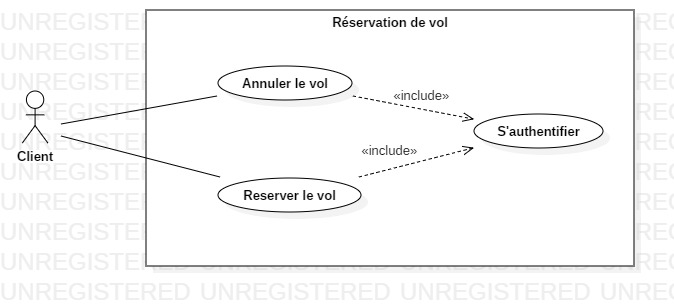 Réservation de vol
Annuler le vol
«include»
S'authentifier
Client
«include»
Reserver le vol
UNREGISTERED UNREGISTERED UNREGISTERED UNREGISTERED